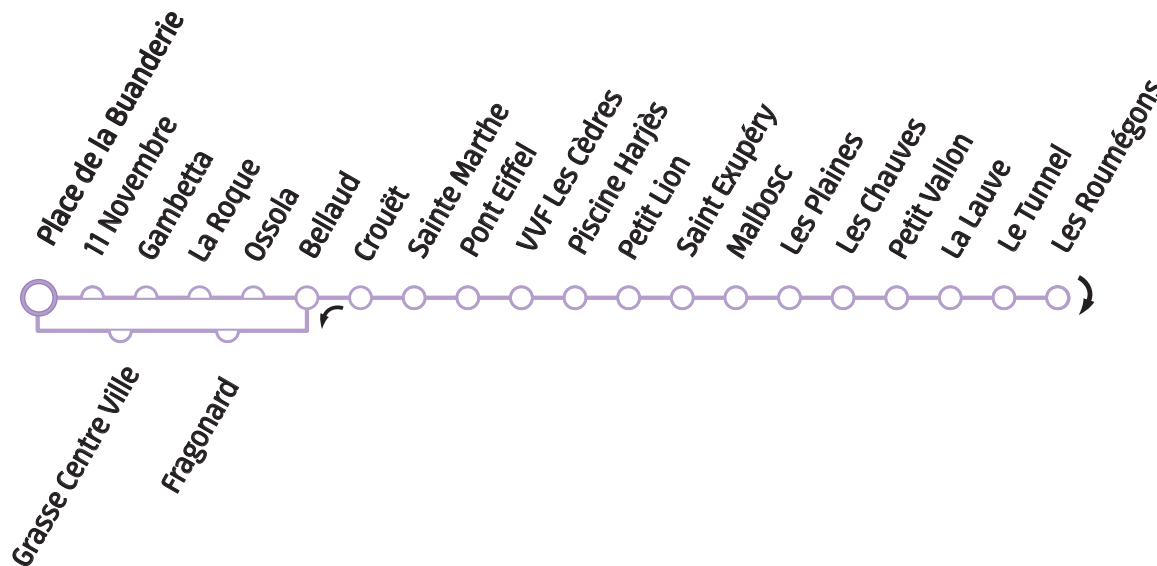 Place de la Buanderie
11 Novembre
Gambetta
La Roque
Ossola
Bellaud
Crouët
Sainte Marthe
Pont Eiffel
VVF Les Cèdres
Piscine Harjès
Petit Lion
Saint Exupéry
Malbosc
Les Plaines
Les Chauves
Petit Vallon
La Lauve
Le Tunnel
Les Roumégons
Grasse Centre Ville
Fragonard